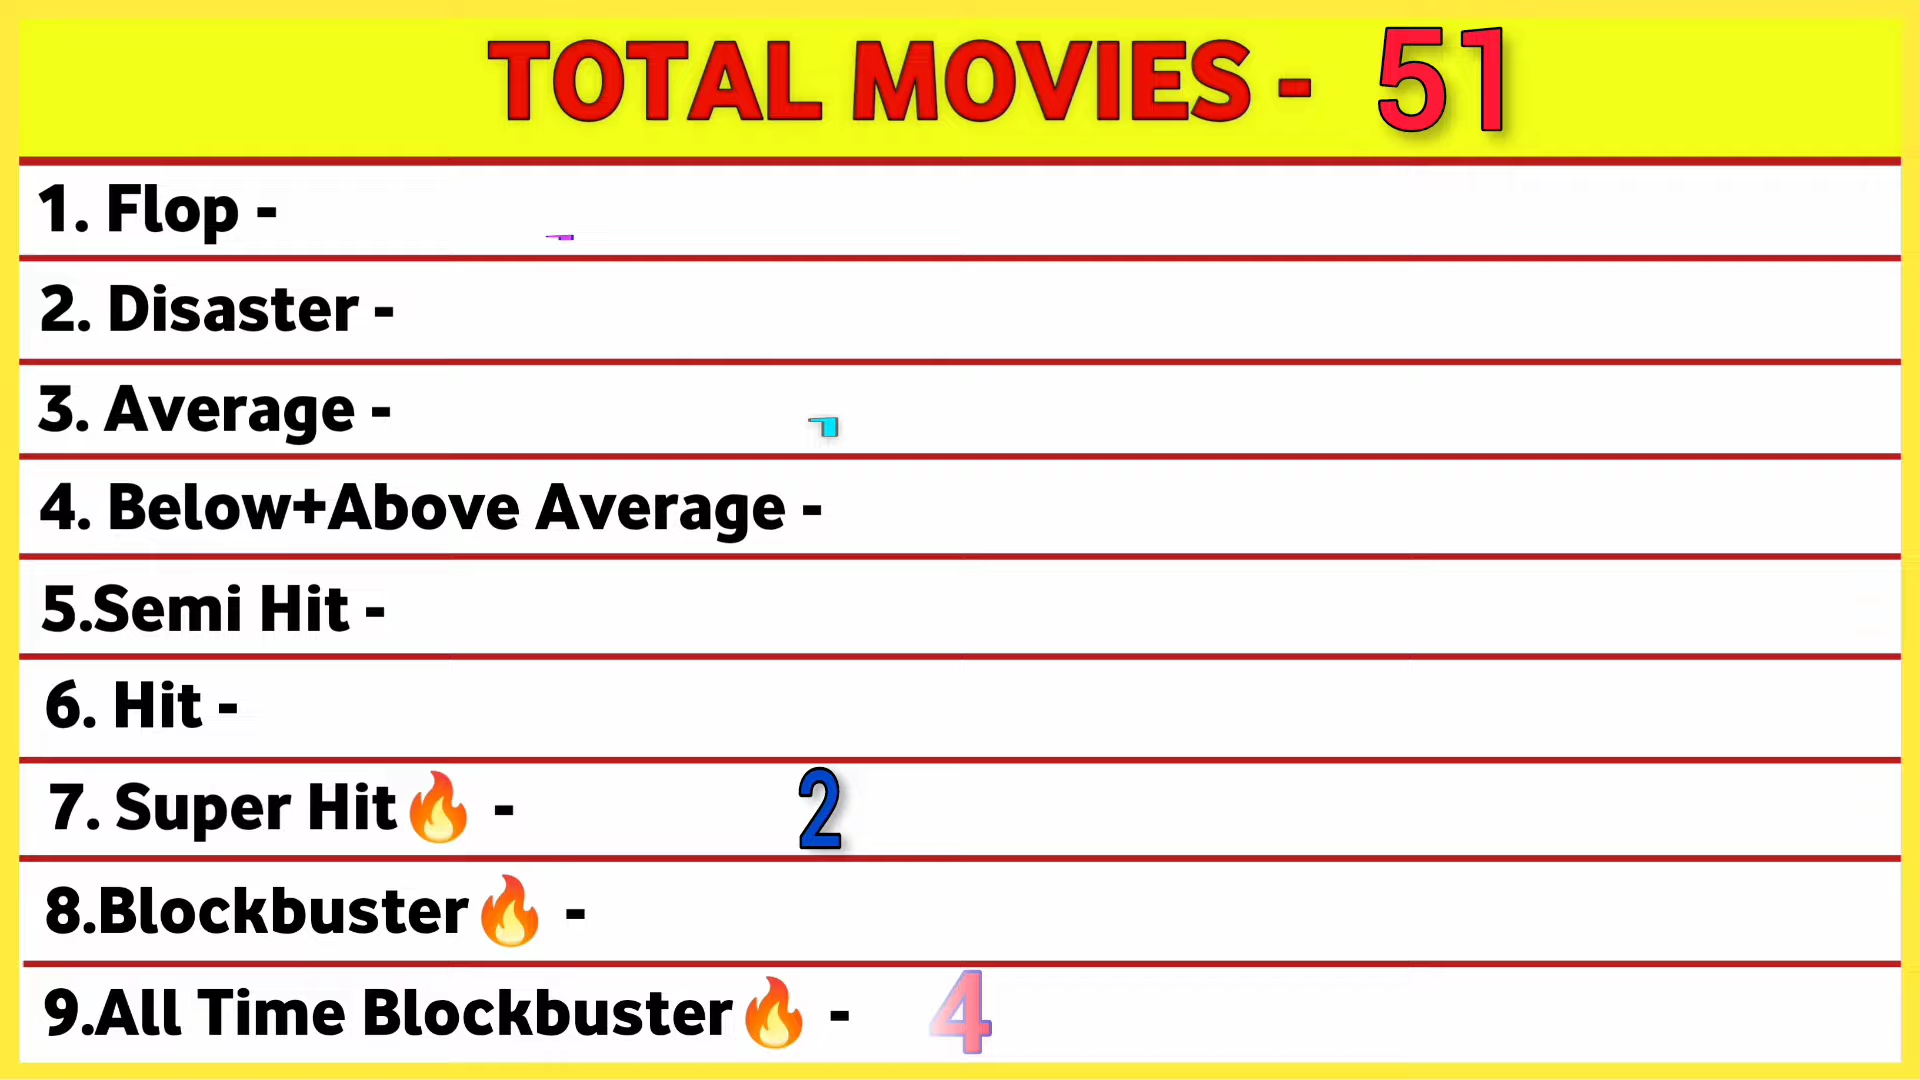 TOTAL MOVIES - 51
1. Flop -
2. Disaster -
3. Average -
4. Below+Above Average -
5.Semi Hit -
6. Hit -
7. Super Hit🔥 - 2
8.Blockbuster🔥 -
9.All Time Blockbuster🔥 - 4